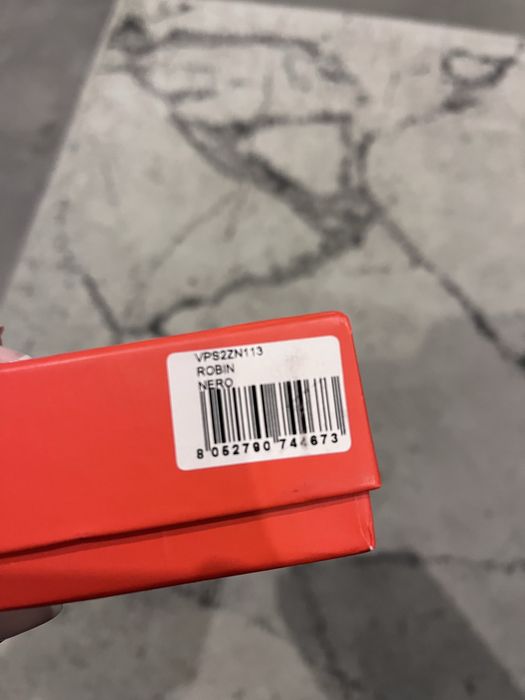 VPS2ZN113
ROBIN
NERO
8 052790 744673